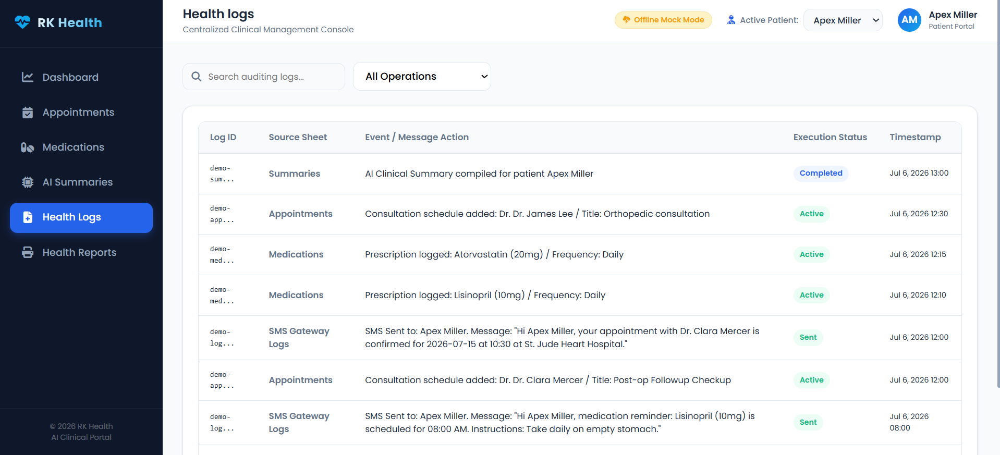 RK Health
Dashboard
Appointments
Medications
AI Summaries
Health Logs
Health Reports
© 2026 RK Health
AI Clinical Portal
Health logs
Centralized Clinical Management Console
Offline Mock Mode
Active Patient:
Apex Miller
AM
Apex Miller
Patient Portal
Search auditing logs...
All Operations
Log ID Source Sheet Event / Message Action Execution Status Timestamp
demo-
sum...
Summaries
AI Clinical Summary compiled for patient Apex Miller
Completed
Jul 6, 2026 13:00
demo-
app...
Appointments
Consultation schedule added: Dr. Dr. James Lee / Title: Orthopedic consultation
Active
Jul 6, 2026 12:30
demo-
med...
Medications
Prescription logged: Atorvastatin (20mg) / Frequency: Daily
Active
Jul 6, 2026 12:15
demo-
med...
Medications
Prescription logged: Lisinopril (10mg) / Frequency: Daily
Active
Jul 6, 2026 12:10
demo-
log...
SMS Gateway
Logs
SMS Sent to: Apex Miller. Message: "Hi Apex Miller, your appointment with Dr. Clara Mercer is
confirmed for 2026-07-15 at 10:30 at St. Jude Heart Hospital."
Sent
Jul 6, 2026 12:00
demo-
app...
Appointments
Consultation schedule added: Dr. Dr. Clara Mercer / Title: Post-op Followup Checkup
Active
Jul 6, 2026 12:00
demo-
log...
SMS Gateway
Logs
SMS Sent to: Apex Miller. Message: "Hi Apex Miller, medication reminder: Lisinopril (10mg) is
scheduled for 08:00 AM. Instructions: Take daily on empty stomach."
Sent
Jul 6, 2026
08:00